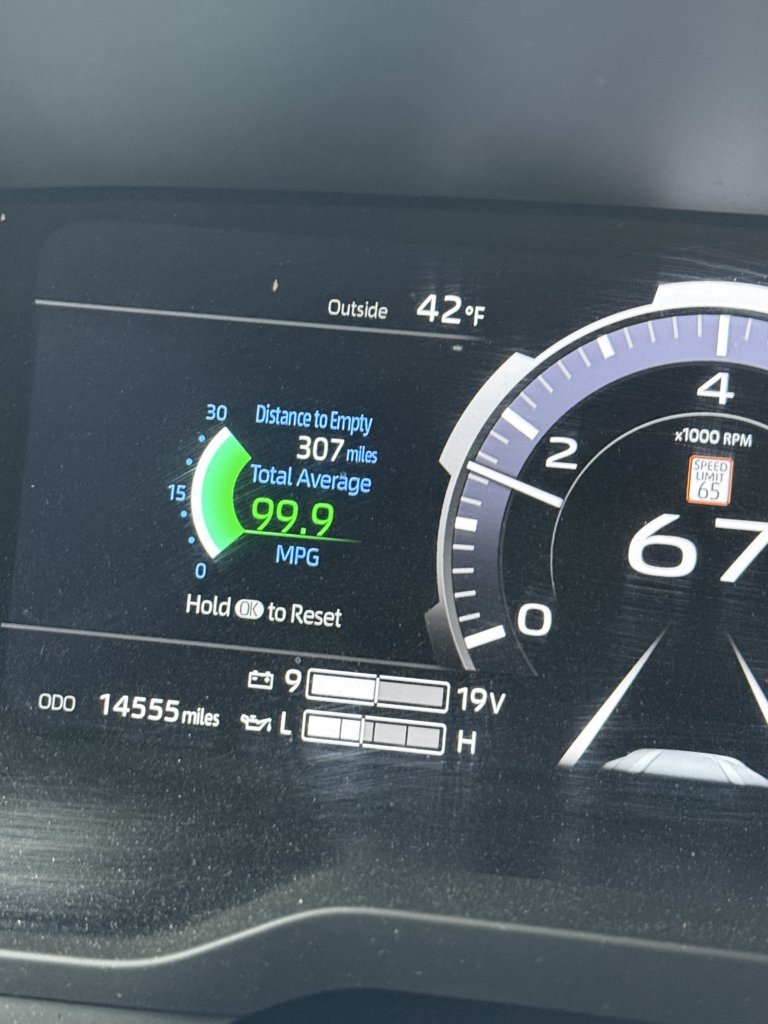 Outside 42°F
30
Distance to Empty
307 miles
Total Average
15
99.9
MPG
0
Hold OK to Reset
4
x1000 RPM
2
SPEED
LIMIT
65
67
0
9 19V
ODO 14555 miles
L H